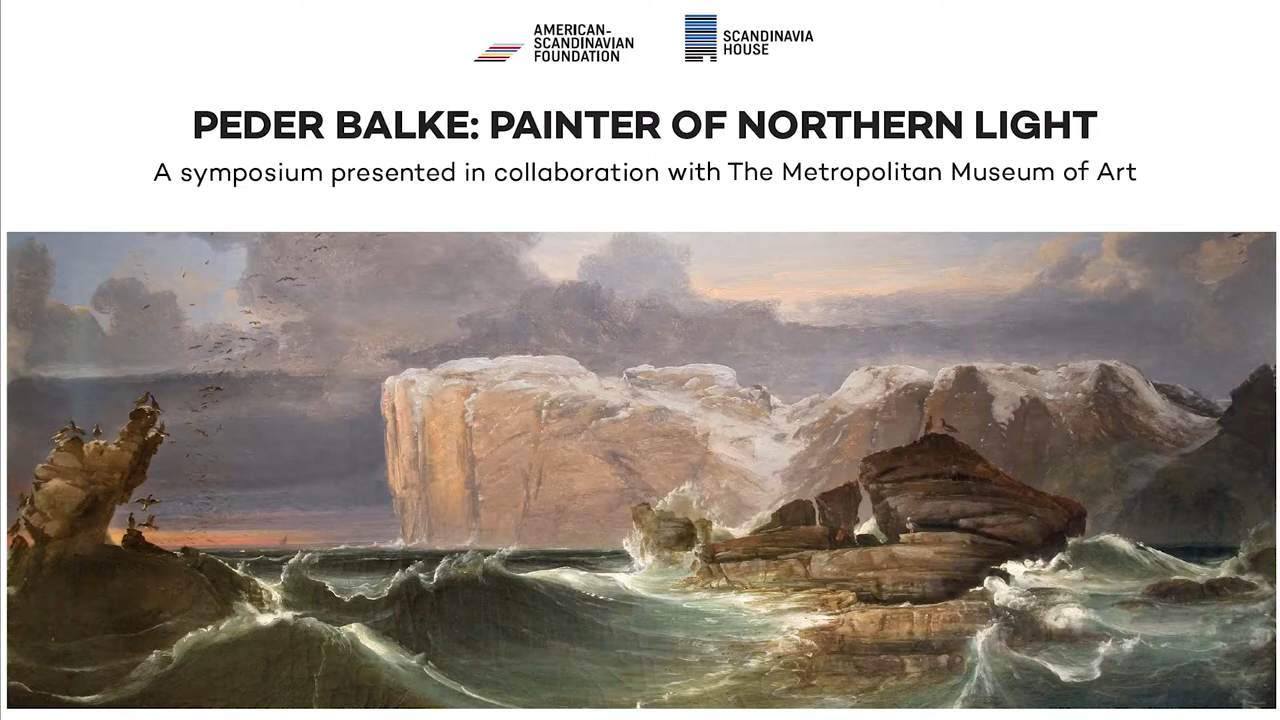 AMERICAN-
SCANDINAVIAN
FOUNDATION
SCANDINAVIA
HOUSE
PEDER BALKE: PAINTER OF NORTHERN LIGHT
A symposium presented in collaboration with The Metropolitan Museum of Art